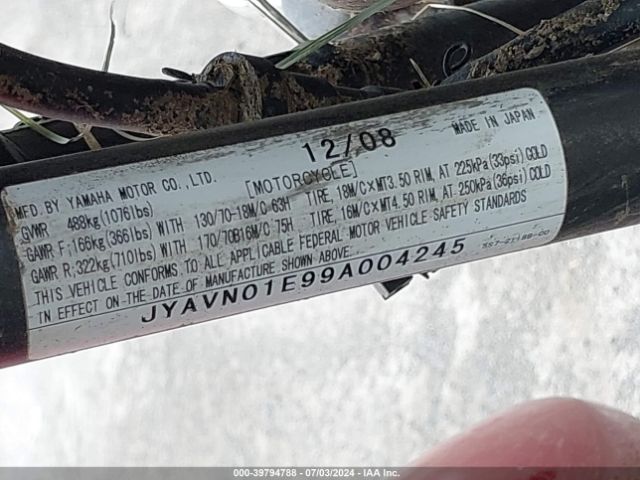 12/08
MADE IN JAPAN
MFD. BY YAMAHA MOTOR CO., LTD. [MOTORCYCLE]
GVWR 488kg(1076lbs)
GAWR F; 166kg(366lbs) WITH 130/70-18M/C 63H TIRE, 18M/C×MT3.50 RIM, AT 225kPa(33psi) COLD
GAWR R; 322kg(710lbs) WITH 170/70B16M/C 75H TIRE, 16M/C×MT4.50 RIM, AT 250kPa(36psi) COLD
THIS VEHICLE CONFORMS TO ALL APPLICABLE FEDERAL MOTOR VEHICLE SAFETY STANDARDS
IN EFFECT ON THE DATE OF MANUFACTURE SHOWN ABOVE.
JYAVN01E99A004245
000-39794788 - 07/03/2024 - IAA Inc.